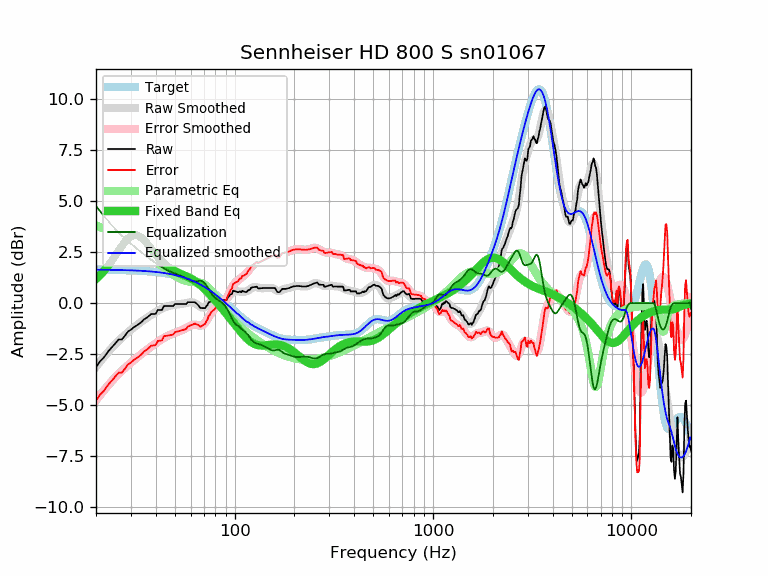 Sennheiser HD 800 S sn01067
Target
Raw Smoothed
Error Smoothed
Raw
Error
Parametric Eq
Fixed Band Eq
Equalization
Equalized smoothed
Amplitude (dBr)
10.0
7.5
5.0
2.5
0.0
−2.5
−5.0
−7.5
−10.0
100
1000
10000
Frequency (Hz)